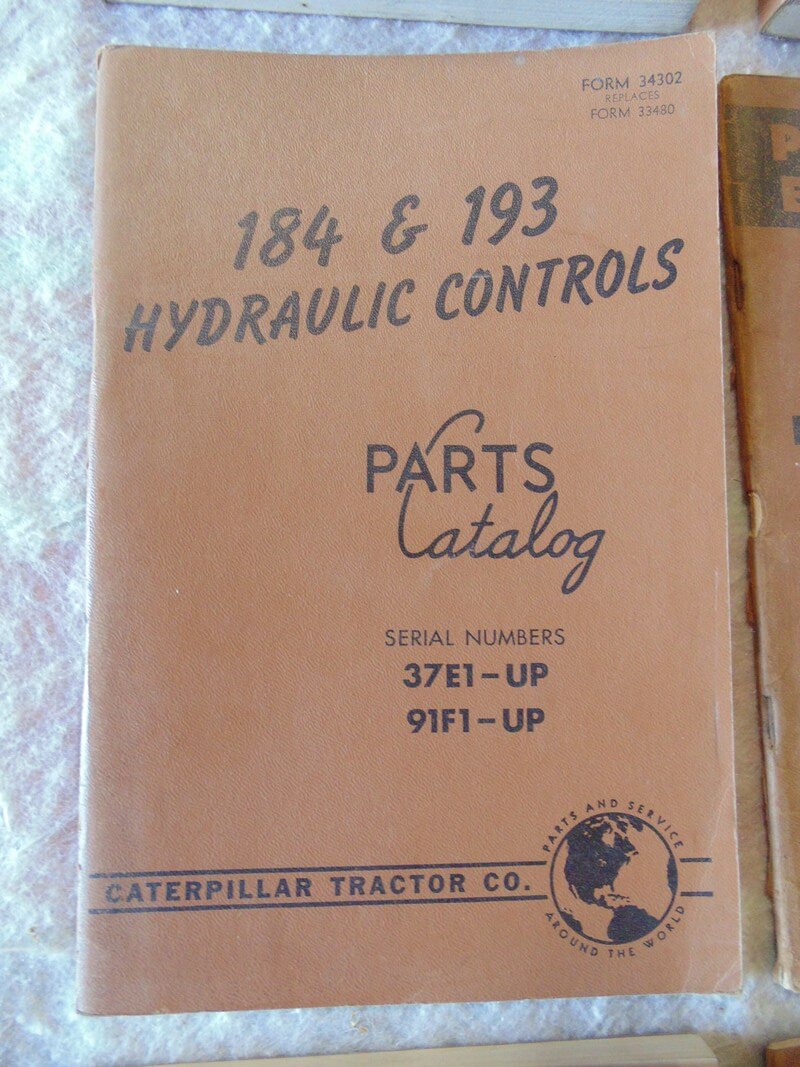 FORM 34302
REPLACES
FORM 33480
184 & 193
HYDRAULIC CONTROLS
PARTS
Catalog
SERIAL NUMBERS
37E1-UP
91F1-UP
CATERPILLAR TRACTOR CO.
PARTS AND SERVICE
AROUND THE WORLD